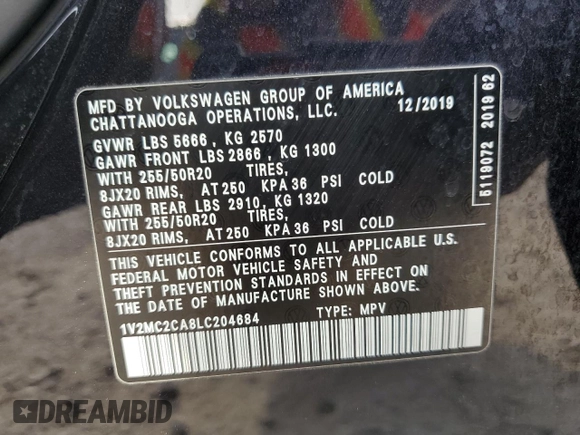 MFD BY VOLKSWAGEN GROUP OF AMERICA
CHATTANOOGA OPERATIONS, LLC. 12/2019
GVWR LBS 5666 , KG 2570
GAWR FRONT LBS 2866 , KG 1300
WITH 255/50R20 TIRES,
8JX20 RIMS, AT 250 KPA 36 PSI COLD
GAWR REAR LBS 2910, KG 1320
WITH 255/50R20 TIRES,
8JX20 RIMS, AT 250 KPA 36 PSI COLD
THIS VEHICLE CONFORMS TO ALL APPLICABLE U.S.
FEDERAL MOTOR VEHICLE SAFETY AND
THEFT PREVENTION STANDARDS IN EFFECT ON
THE DATE OF MANUFACTURE SHOWN ABOVE.
1V2MC2CA8LC204684 TYPE: MPV
5119072 2019 62
DREAMBID